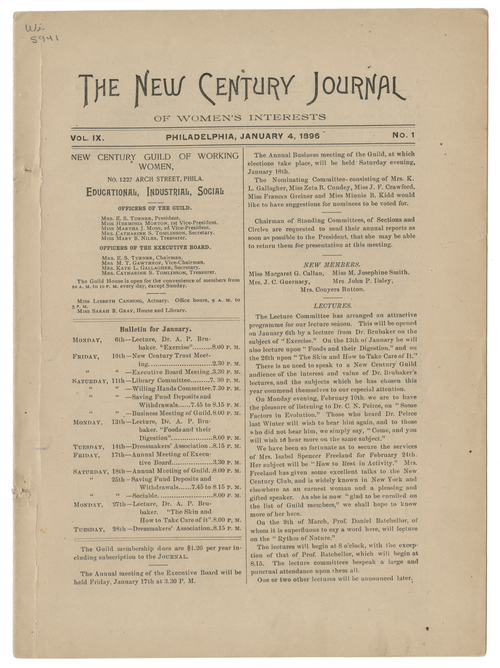 Wi.
5941
THE NEW CENTURY JOURNAL
OF WOMEN'S INTERESTS
VOL. IX.
PHILADELPHIA, JANUARY 4, 1896
No. 1
NEW CENTURY GUILD OF WORKING
WOMEN,
No. 1227 ARCH STREET, PHILA.
EDUCATIONAL, INDUSTRIAL, SOCIAL
OFFICERS OF THE GUILD.
MRS. E. S. TURNER, President.
MISS HERMINIA MORTON, 1st Vice-President.
MISS MARTHA J. MOSS, 2d Vice-President.
MRS. CATHARINE S. TOMLINSON, Secretary.
MISS MARY S. NILES, Treasurer.
OFFICERS OF THE EXECUTIVE BOARD.
MRS. E. S. TURNER, Chairman.
MRS. M. T. GAWTHROP, Vice-Chairman.
MRS. KATE L. GALLAGHER, Secretary.
MRS. CATHARINE S. TOMLINSON, Treasurer.
The Guild House is open for the convenience of members from
10 A. M. to 10 P. M. every day, except Sunday.
MISS LISBETH CANNING, Actuary. Office hours, 9 A. M. to
5 P. M.
MISS SARAH B. GRAY, House and Library.
Bulletin for January.
MONDAY, 6th—Lecture, Dr. A. P. Bru-
baker. "Exercise"......8.00 P. M.
FRIDAY, 10th—New Century Trust Meet-
ing......2.30 P. M.
" " —Executive Board Meeting.3.30 P. M.
SATURDAY, 11th—Library Committee......7.30 P. M.
" " —Willing Hands Committee.7.30 P. M.
" " —Saving Fund Deposits and
Withdrawals......7.45 to 8.15 P. M.
" " —Business Meeting of Guild.8.00 P. M.
MONDAY, 13th—Lecture, Dr. A. P. Bru-
baker. "Foods and their
Digestion"......8.00 P. M.
TUESDAY, 14th—Dressmakers' Association .8.15 P. M.
FRIDAY, 17th—Annual Meeting of Execu-
tive Board......3.30 P. M.
SATURDAY, 18th—Annual Meeting of Guild.8.00 P. M.
" 25th—Saving Fund Deposits and
Withdrawals......7.45 to 8.15 P. M.
" " —Sociable......8.00 P. M.
MONDAY, 27th—Lecture, Dr. A. P. Bru-
baker. "The Skin and
How to Take Care of it".8.00 P. M.
TUESDAY, 28th—Dressmakers' Association.8.15 P. M.
The Guild membership dues are $1.20 per year in-
cluding subscription to the JOURNAL.
The Annual meeting of the Executive Board will be
held Friday, January 17th at 3.30 P. M.
The Annual Business meeting of the Guild, at which
elections take place, will be held Saturday evening,
January 18th.
The Nominating Committee—consisting of Mrs. K.
L. Gallagher, Miss Zeta B. Cundey, Miss J. F. Crawford,
Miss Frances Greiner and Miss Minnie R. Kidd would
like to have suggestions for nominees to be voted for.
Chairman of Standing Committees, of Sections and
Circles are requested to send their annual reports as
soon as possible to the President, that she may be able
to return them for presentation at this meeting.
NEW MEMBERS.
Miss Margaret G. Callan, Miss M. Josephine Smith.
Mrs. J. C. Guernsey, Mrs. John P. Ilsley,
Mrs. Conyers Button.
LECTURES.
The Lecture Committee has arranged an attractive
programme for our lecture season. This will be opened
on January 6th by a lecture from Dr. Brubaker on the
subject of "Exercise." On the 13th of January he will
also lecture upon "Foods and their Digestion," and on
the 26th upon "The Skin and How to Take Care of It."
There is no need to speak to a New Century Guild
audience of the interest and value of Dr. Brubaker's
lectures, and the subjects which he has chosen this
year commend themselves to our especial attention.
On Monday evening, February 10th, we are to have
the pleasure of listening to Dr. C. N. Peirce, on "Some
Factors in Evolution." Those who heard Dr. Peirce
last Winter will wish to hear him again, and to those
who did not hear him, we simply say, "Come, and you
will wish to hear more on the same subject."
We have been so fortunate as to secure the services
of Mrs. Isabel Spencer Freeland for February 24th.
Her subject will be "How to Rest in Activity." Mrs.
Freeland has given some excellent talks to the New
Century Club, and is widely known in New York and
elsewhere as an earnest woman and a pleasing and
gifted speaker. As she is now "glad to be enrolled on
the list of Guild members," we shall hope to know
more of her here.
On the 9th of March, Prof. Daniel Batchellor, of
whom it is superfluous to say a word here, will lecture
on the "Rythm of Nature."
The lectures will begin at 8 o'clock, with the excep-
tion of that of Prof. Batchellor, which will begin at
8.15. The lecture committees bespeak a large and
punctual attendance upon them all.
One or two other lectures will be announced later.